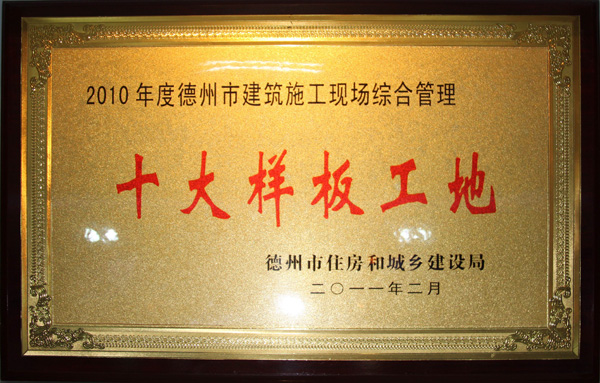 2010年度德州市建筑施工现场综合管理
十大样板工地
德州市住房和城乡建设局
二〇一一年二月